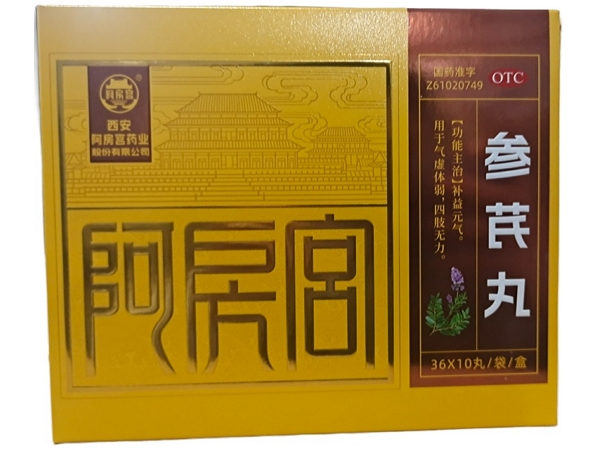 阿房宫
®
西安
阿房宫药业
股份有限公司
阿房宫
国药准字
Z61020749
OTC
参芪丸
【功能主治】补益元气。
用于气虚体弱，四肢无力。
36X10丸/袋/盒